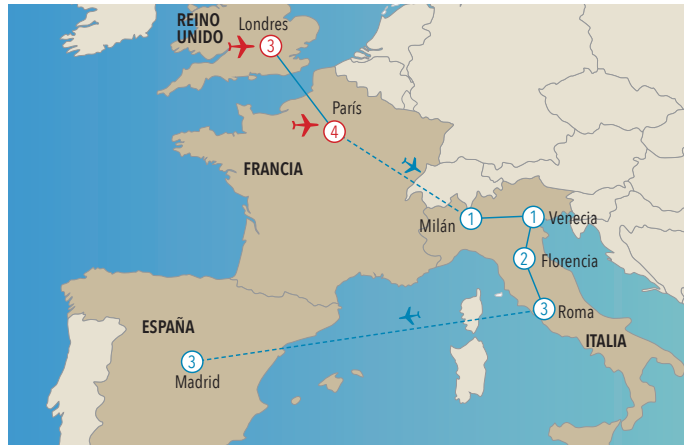 REINO
UNIDO
Londres
3
París
4
FRANCIA
Milán
1
1
Venecia
2
Florencia
3
Roma
ESPAÑA
3
Madrid
ITALIA